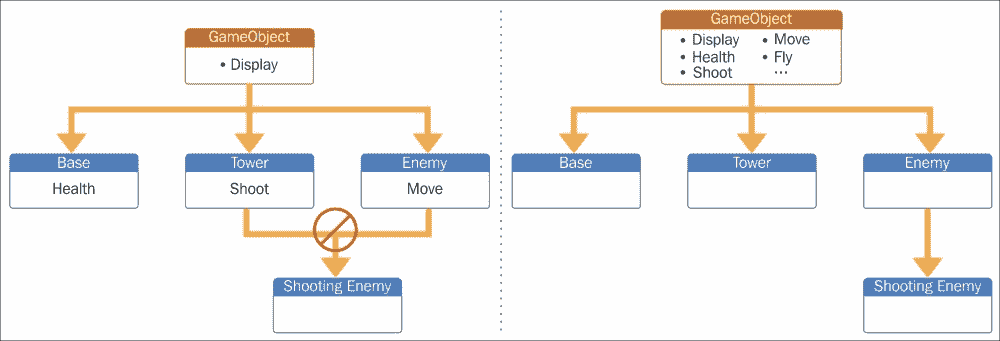 GameObject
• Display
Base
Health
Tower
Shoot
Enemy
Move
Shooting Enemy
GameObject
• Display
• Health
• Shoot
• Move
• Fly
...
Base
Tower
Enemy
Shooting Enemy